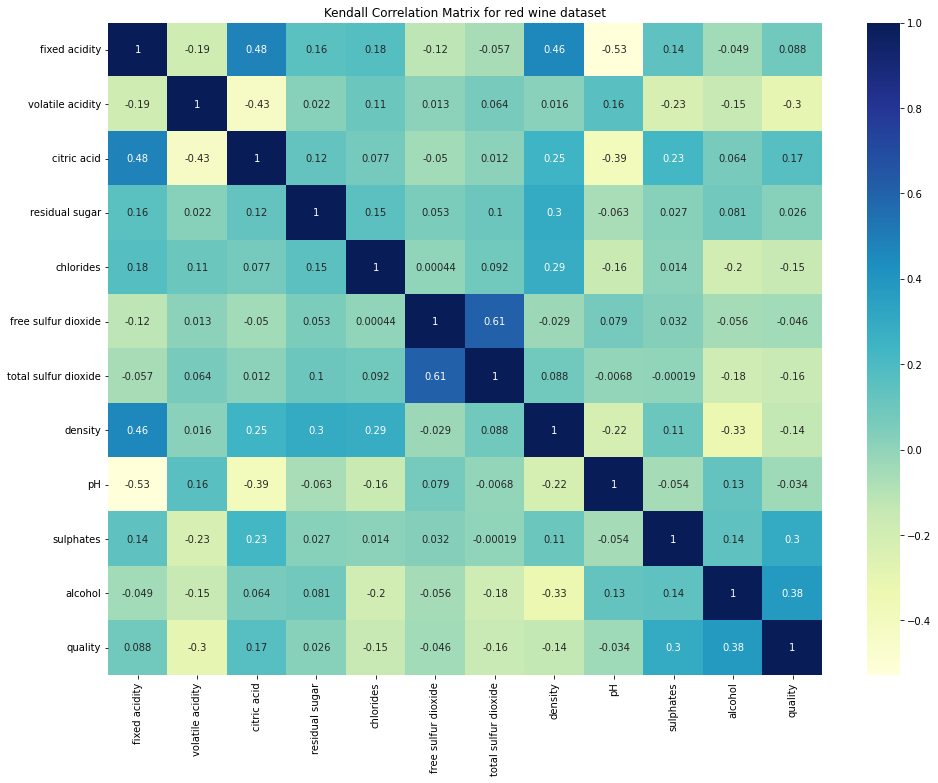 Kendall Correlation Matrix for red wine dataset
fixed acidity 1 -0.19 0.48 0.16 0.18 -0.12 -0.057 0.46 -0.53 0.14 -0.049 0.088
volatile acidity -0.19 1 -0.43 0.022 0.11 0.013 0.064 0.016 0.16 -0.23 -0.15 -0.3
citric acid 0.48 -0.43 1 0.12 0.077 -0.05 0.012 0.25 -0.39 0.23 0.064 0.17
residual sugar 0.16 0.022 0.12 1 0.15 0.053 0.1 0.3 -0.063 0.027 0.081 0.026
chlorides 0.18 0.11 0.077 0.15 1 0.00044 0.092 0.29 -0.16 0.014 -0.2 -0.15
free sulfur dioxide -0.12 0.013 -0.05 0.053 0.00044 1 0.61 -0.029 0.079 0.032 -0.056 -0.046
total sulfur dioxide -0.057 0.064 0.012 0.1 0.092 0.61 1 0.088 -0.0068 -0.00019 -0.18 -0.16
density 0.46 0.016 0.25 0.3 0.29 -0.029 0.088 1 -0.22 0.11 -0.33 -0.14
pH -0.53 0.16 -0.39 -0.063 -0.16 0.079 -0.0068 -0.22 1 -0.054 0.13 -0.034
sulphates 0.14 -0.23 0.23 0.027 0.014 0.032 -0.00019 0.11 -0.054 1 0.14 0.3
alcohol -0.049 -0.15 0.064 0.081 -0.2 -0.056 -0.18 -0.33 0.13 0.14 1 0.38
quality 0.088 -0.3 0.17 0.026 -0.15 -0.046 -0.16 -0.14 -0.034 0.3 0.38 1
fixed acidity
volatile acidity
citric acid
residual sugar
chlorides
free sulfur dioxide
total sulfur dioxide
density
pH
sulphates
alcohol
quality
1.0
0.8
0.6
0.4
0.2
0.0
−0.2
−0.4